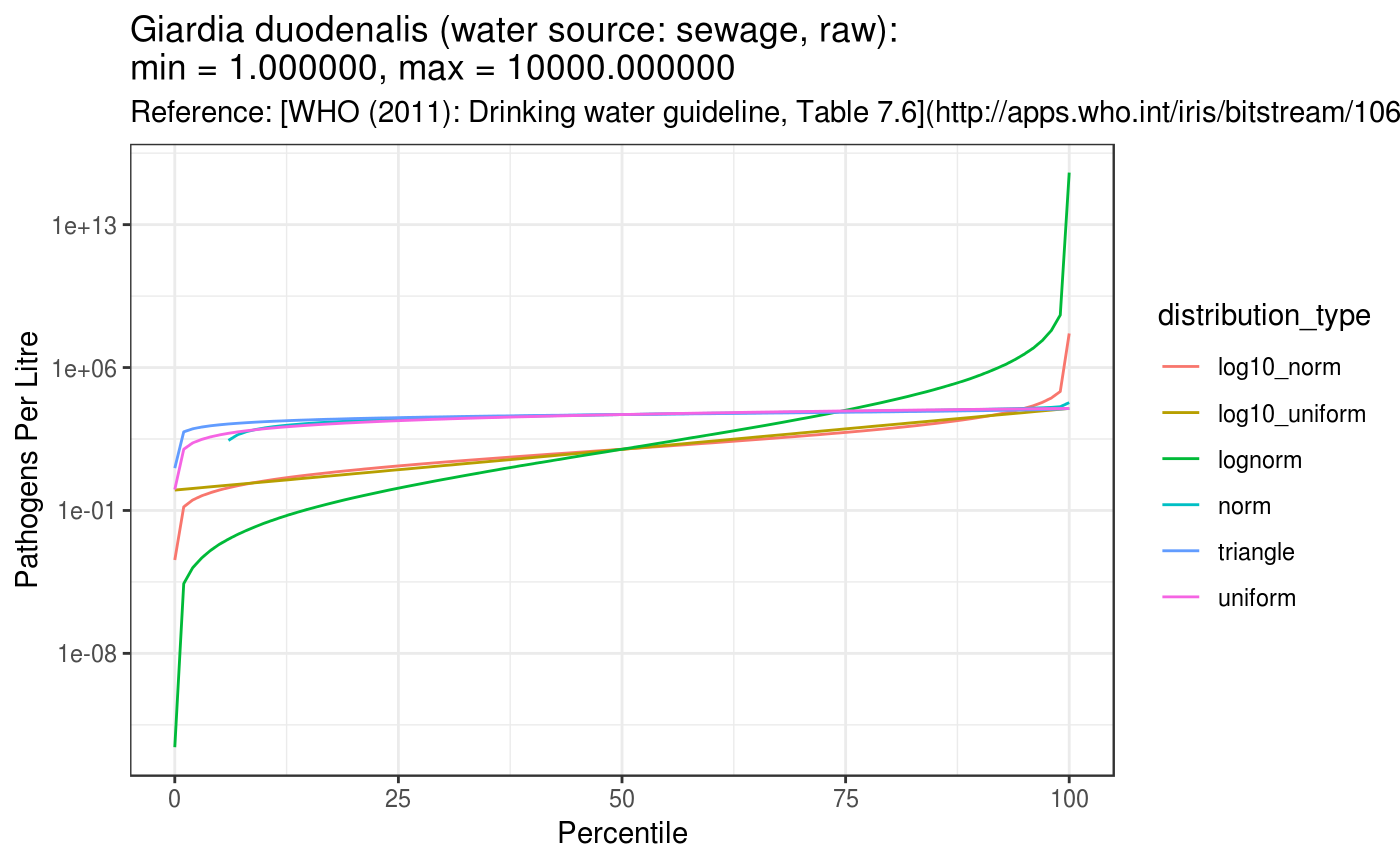 Giardia duodenalis (water source: sewage, raw):
min = 1.000000, max = 10000.000000
Reference: [WHO (2011): Drinking water guideline, Table 7.6](http://apps.who.int/iris/bitstream/106
Pathogens Per Litre
1e+13
1e+06
1e-01
1e-08
0 25 50 75 100
Percentile
distribution_type
log10_norm
log10_uniform
lognorm
norm
triangle
uniform